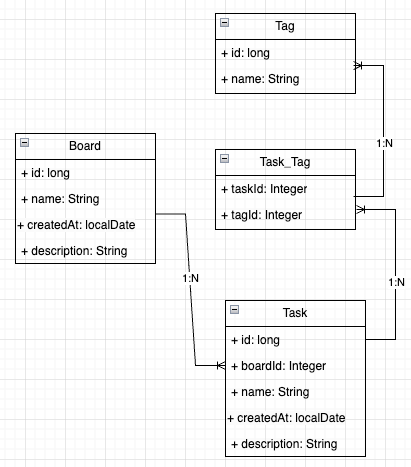 Tag
+ id: long
+ name: String
1:N
Board
+ id: long
+ name: String
+ createdAt: localDate
+ description: String
Task_Tag
+ taskId: Integer
+ tagId: Integer
1:N
1:N
Task
+ id: long
+ boardId: Integer
+ name: String
+ createdAt: localDate
+ description: String